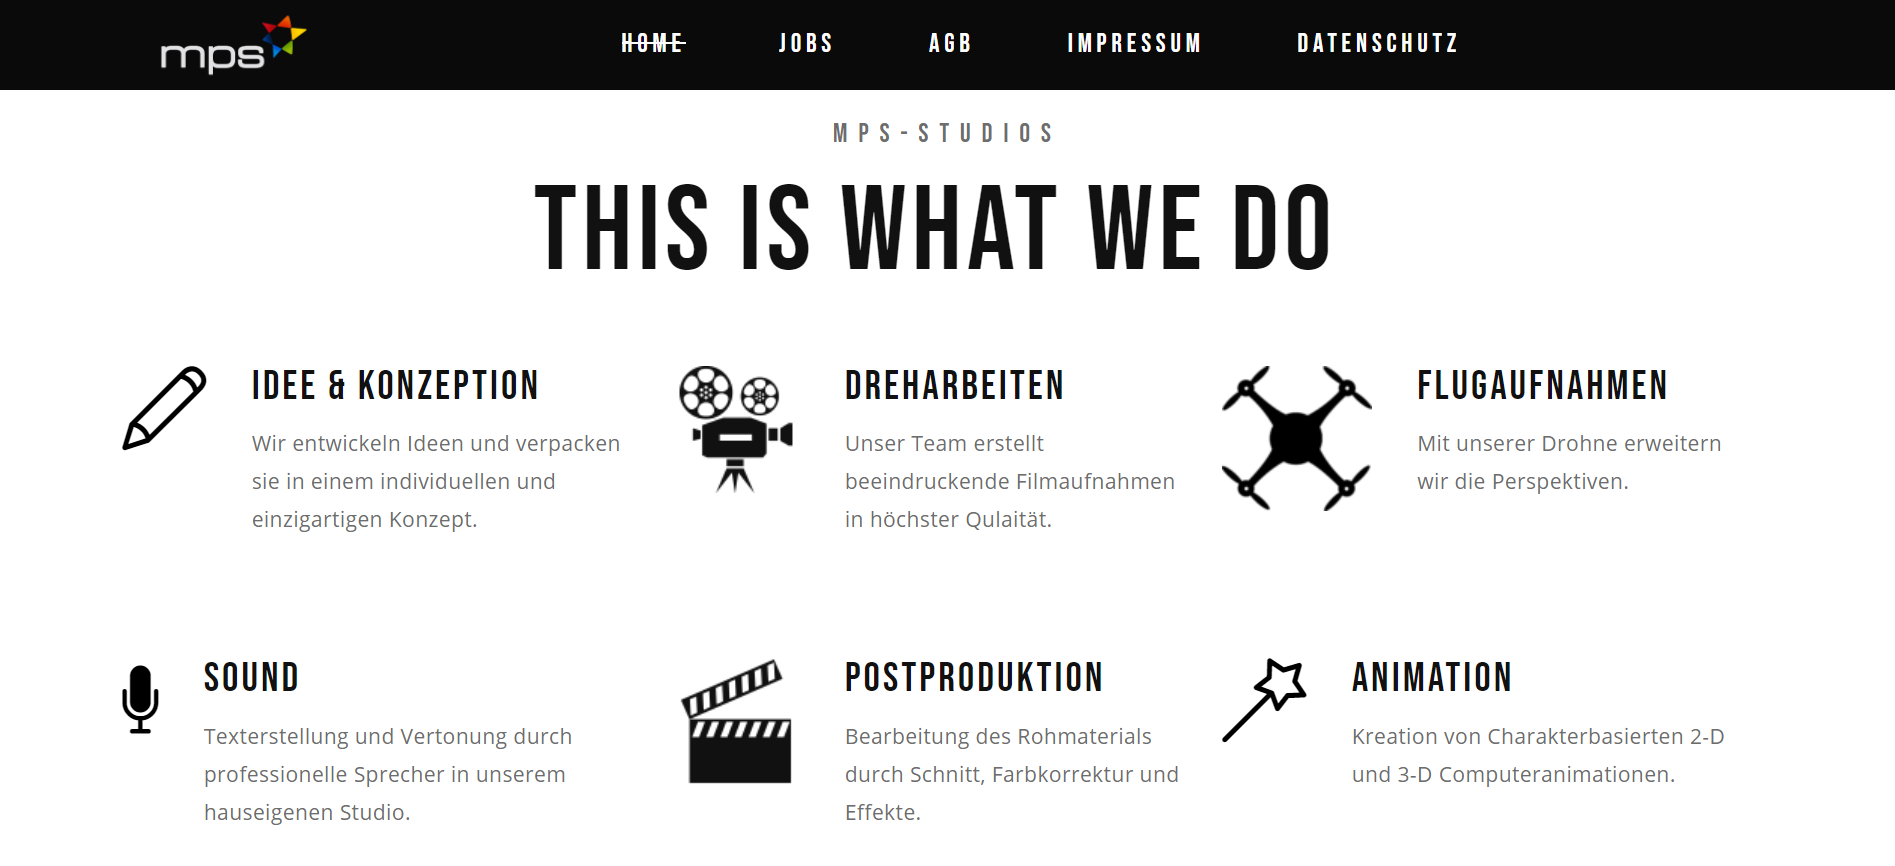 mps
HOME JOBS AGB IMPRESSUM DATENSCHUTZ
MPS-STUDIOS
THIS IS WHAT WE DO
IDEE & KONZEPTION
Wir entwickeln Ideen und verpacken
sie in einem individuellen und
einzigartigen Konzept.
DREHARBEITEN
Unser Team erstellt
beeindruckende Filmaufnahmen
in höchster Qulaität.
FLUGAUFNAHMEN
Mit unserer Drohne erweitern
wir die Perspektiven.
SOUND
Texterstellung und Vertonung durch
professionelle Sprecher in unserem
hauseigenen Studio.
POSTPRODUKTION
Bearbeitung des Rohmaterials
durch Schnitt, Farbkorrektur und
Effekte.
ANIMATION
Kreation von Charakterbasierten 2-D
und 3-D Computeranimationen.